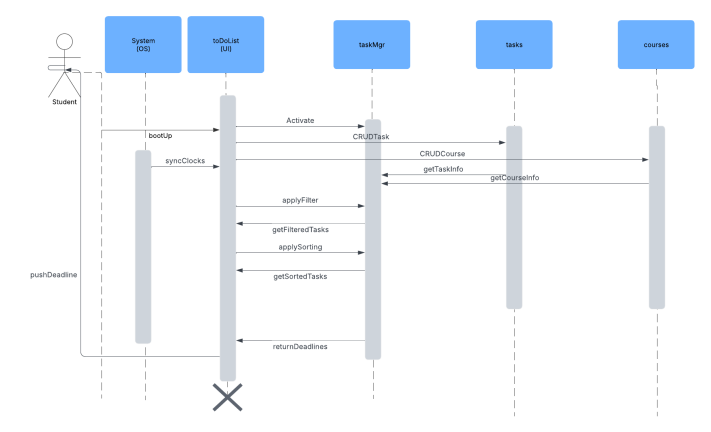 System
(OS)
toDoList
(UI)
taskMgr
tasks
courses
Student
Activate
bootUp
CRUDTask
CRUDCourse
syncClocks
getTaskInfo
getCourseInfo
applyFilter
getFilteredTasks
applySorting
getSortedTasks
pushDeadline
returnDeadlines